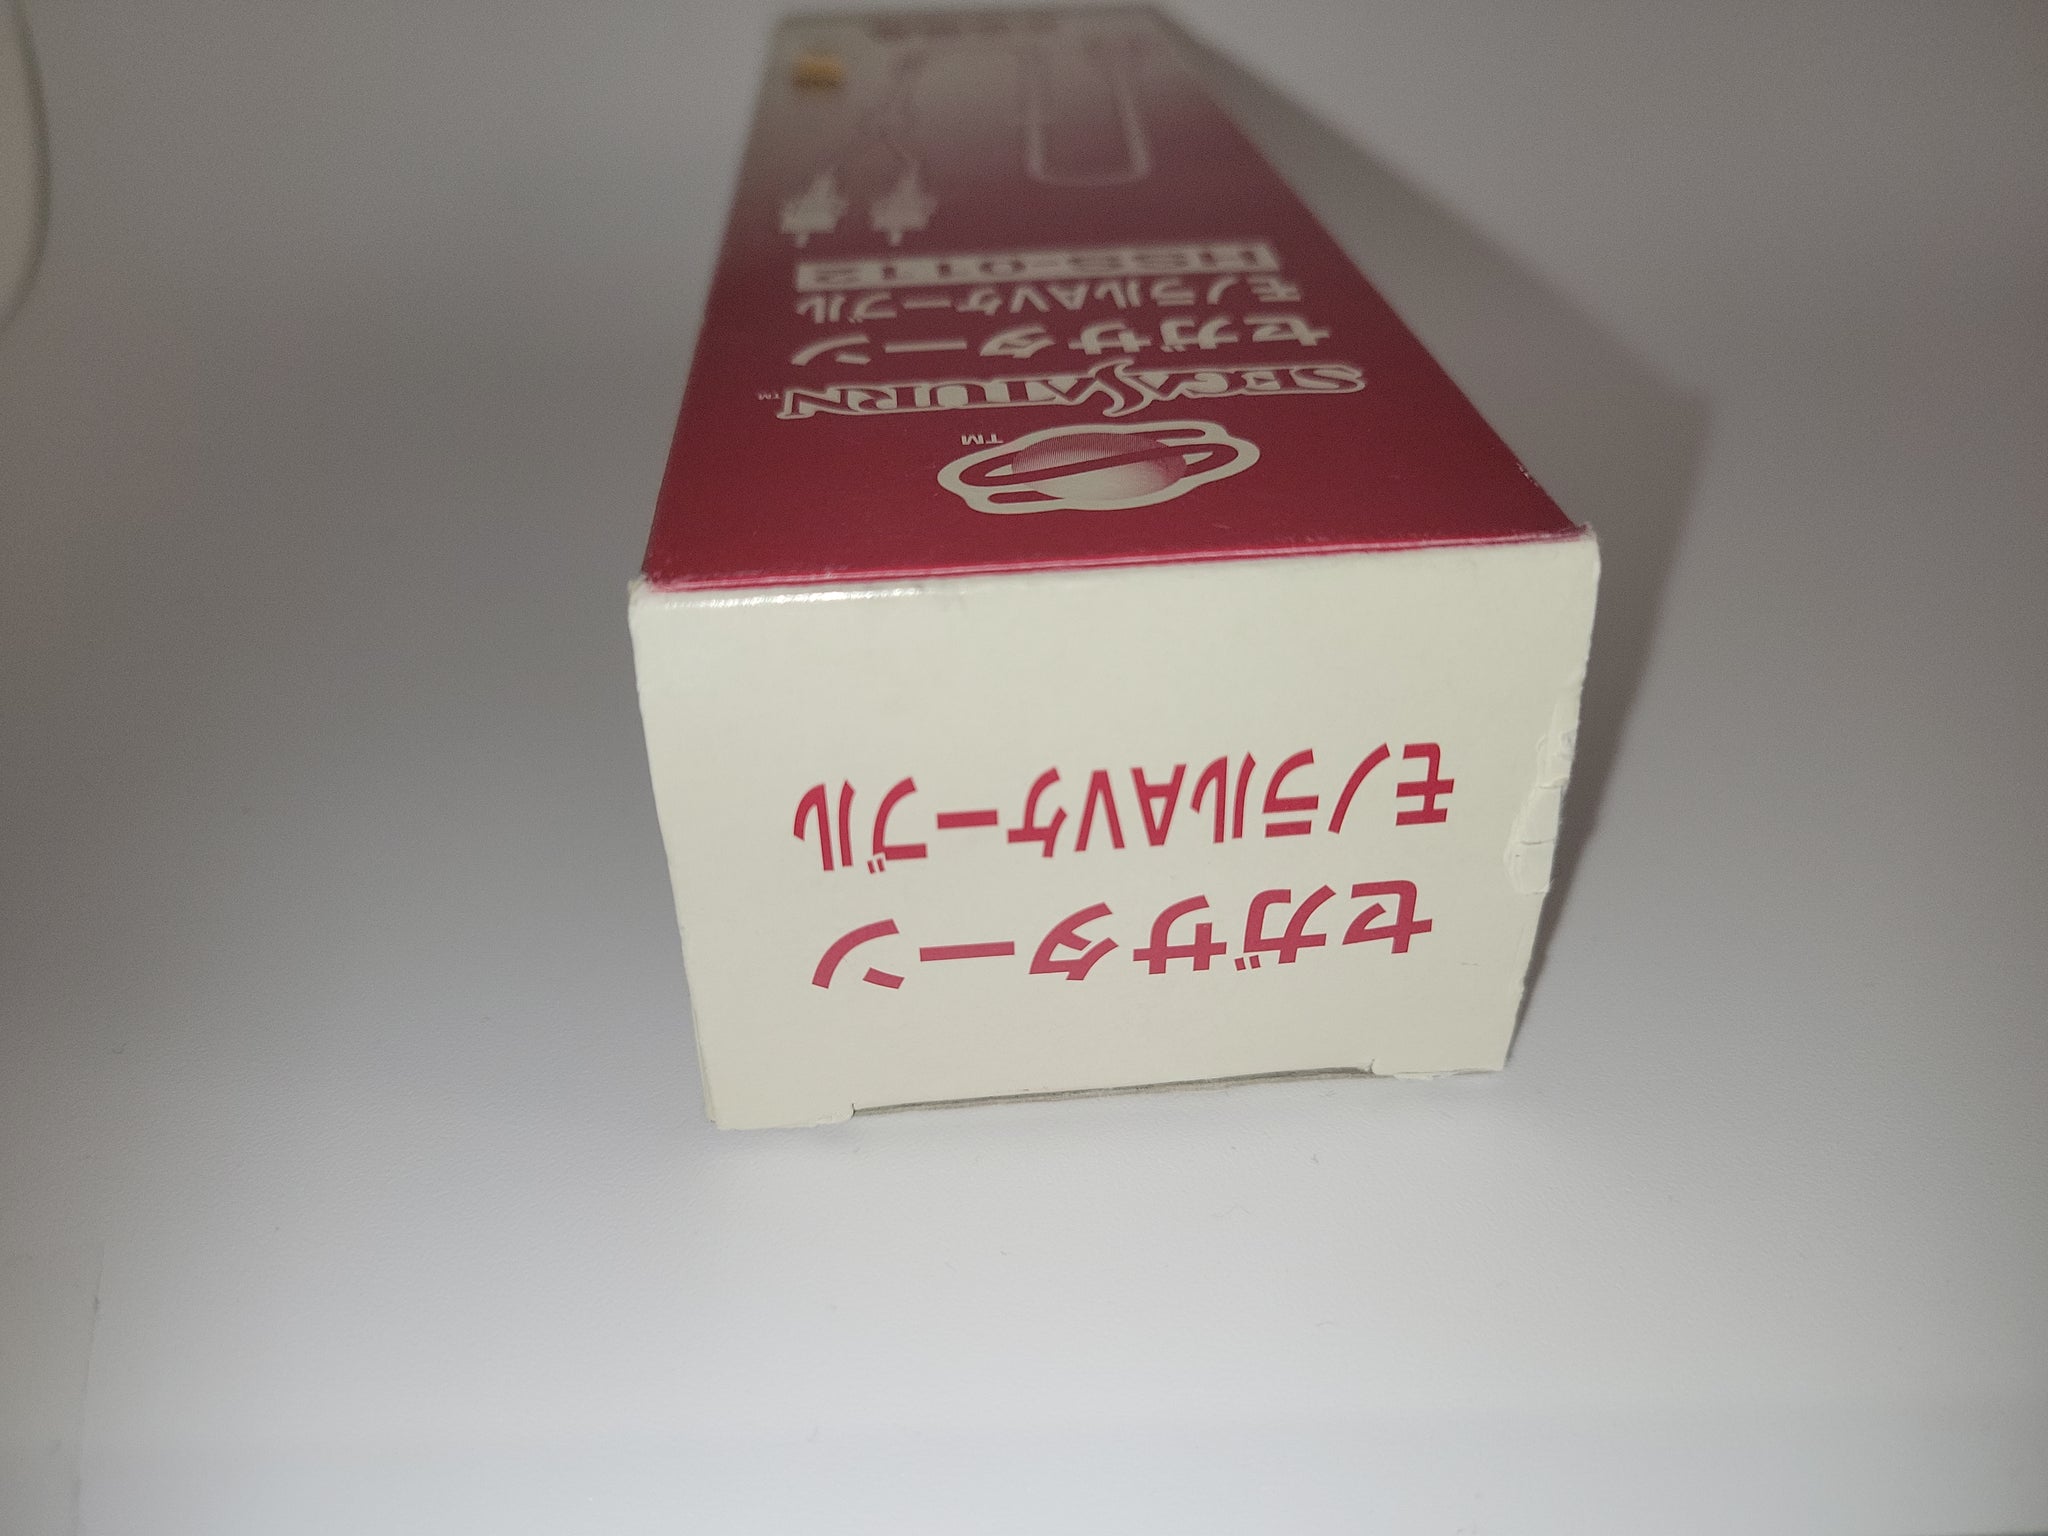 TM
SEGA SATURN™
セガサターン
モノラルAVケーブル
HSS-0112
セガサターン
モノラルAVケーブル